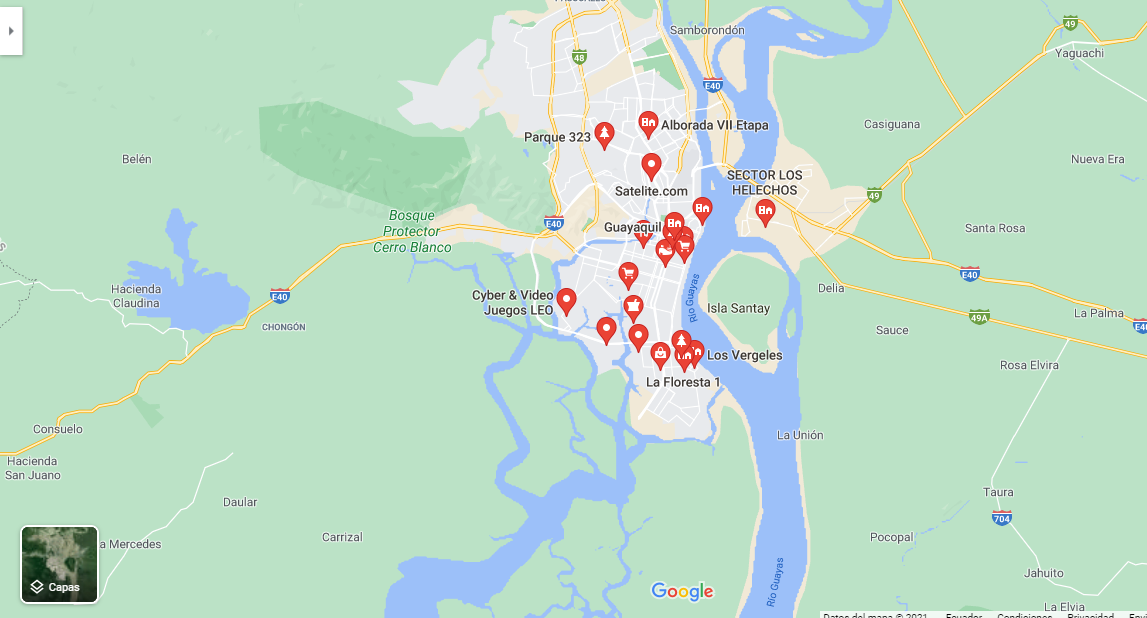 Samborondón
49
Yaguachi
48
E40
Parque 323
Alborada VII Etapa
Casiguana
Belén
Nueva Era
Satelite.com
SECTOR LOS
HELECHOS
49
Bosque
Protector
Cerro Blanco
E40
Guayaquil
Santa Rosa
E40
Hacienda
Claudina
E40
Cyber & Video
Juegos LEO
Río Guayas
Isla Santay
Delia
49A
La Palma
E40
CHONGÓN
Sauce
Los Vergeles
Rosa Elvira
La Floresta 1
Consuelo
La Unión
Hacienda
San Juano
Daular
Taura
704
a Mercedes
Carrizal
Pocopal
Río Guayas
Jahuito
Capas
Google
La Elvia
Datos del mapa © 2021
Ecuador
Condiciones
Privacidad